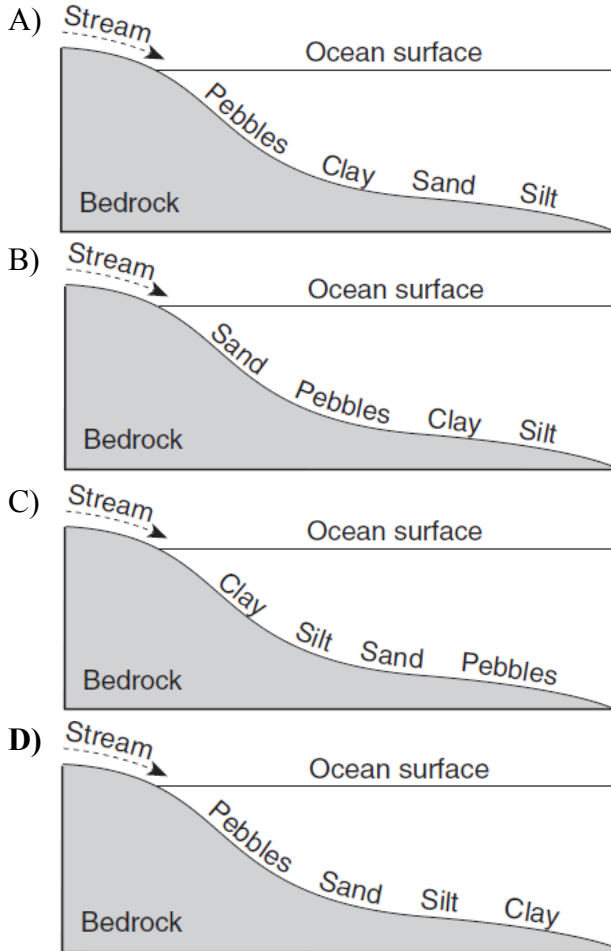 A)
Stream
Ocean surface
Pebbles
Clay Sand Silt
Bedrock
B)
Stream
Ocean surface
Sand
Pebbles Clay Silt
Bedrock
C)
Stream
Ocean surface
Clay
Silt Sand Pebbles
Bedrock
D)
Stream
Ocean surface
Pebbles
Sand Silt Clay
Bedrock